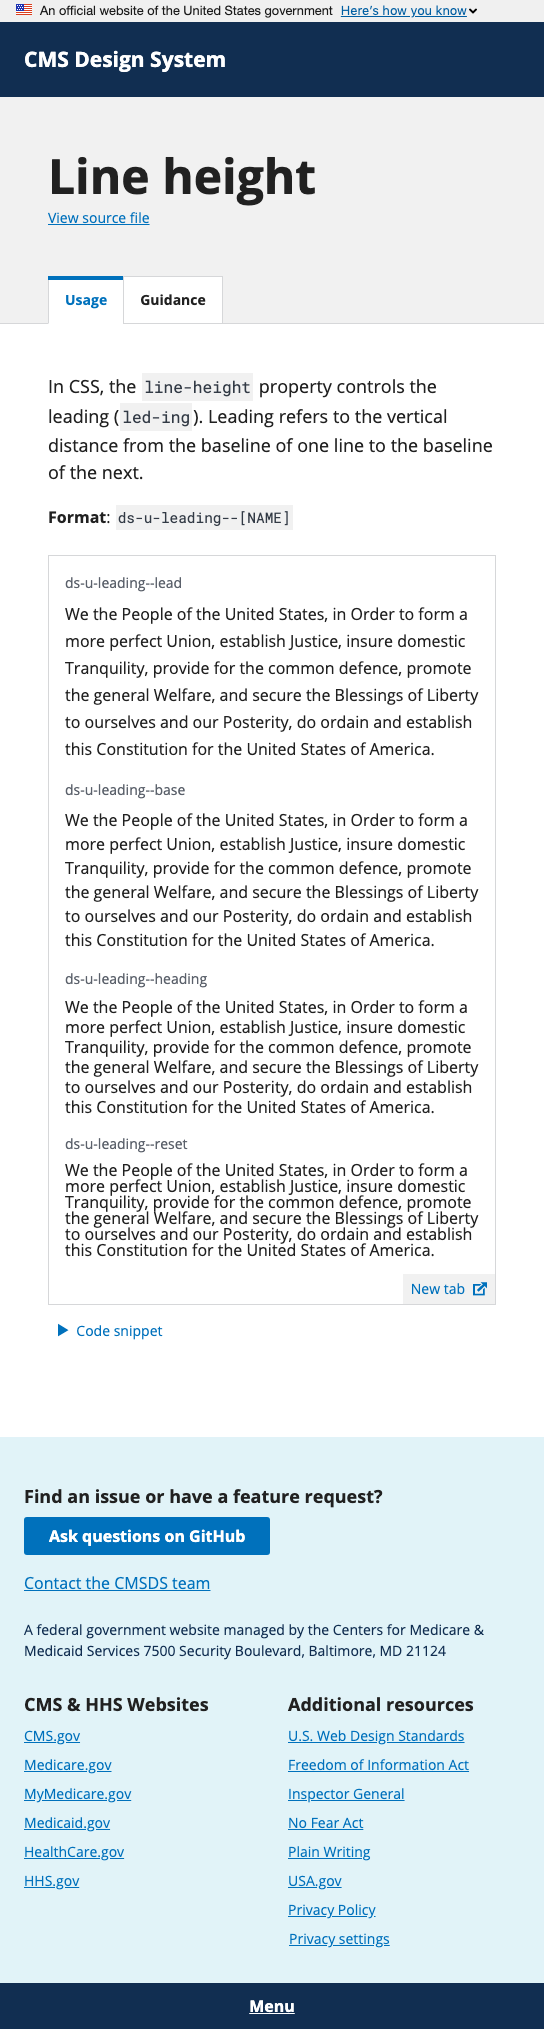 An official website of the United States government Here's how you know
CMS Design System
Line height
View source file
Usage Guidance
In CSS, the line-height property controls the
leading (led-ing). Leading refers to the vertical
distance from the baseline of one line to the baseline
of the next.
Format: ds-u-leading--[NAME]
ds-u-leading--lead
We the People of the United States, in Order to form a
more perfect Union, establish Justice, insure domestic
Tranquility, provide for the common defence, promote
the general Welfare, and secure the Blessings of Liberty
to ourselves and our Posterity, do ordain and establish
this Constitution for the United States of America.
ds-u-leading--base
We the People of the United States, in Order to form a
more perfect Union, establish Justice, insure domestic
Tranquility, provide for the common defence, promote
the general Welfare, and secure the Blessings of Liberty
to ourselves and our Posterity, do ordain and establish
this Constitution for the United States of America.
ds-u-leading--heading
We the People of the United States, in Order to form a
more perfect Union, establish Justice, insure domestic
Tranquility, provide for the common defence, promote
the general Welfare, and secure the Blessings of Liberty
to ourselves and our Posterity, do ordain and establish
this Constitution for the United States of America.
ds-u-leading--reset
We the People of the United States, in Order to form a
more perfect Union, establish Justice, insure domestic
Tranquility, provide for the common defence, promote
the general Welfare, and secure the Blessings of Liberty
to ourselves and our Posterity, do ordain and establish
this Constitution for the United States of America.
New tab
Code snippet
Find an issue or have a feature request?
Ask questions on GitHub
Contact the CMSDS team
A federal government website managed by the Centers for Medicare &
Medicaid Services 7500 Security Boulevard, Baltimore, MD 21124
CMS & HHS Websites
CMS.gov
Medicare.gov
MyMedicare.gov
Medicaid.gov
HealthCare.gov
HHS.gov
Additional resources
U.S. Web Design Standards
Freedom of Information Act
Inspector General
No Fear Act
Plain Writing
USA.gov
Privacy Policy
Privacy settings
Menu